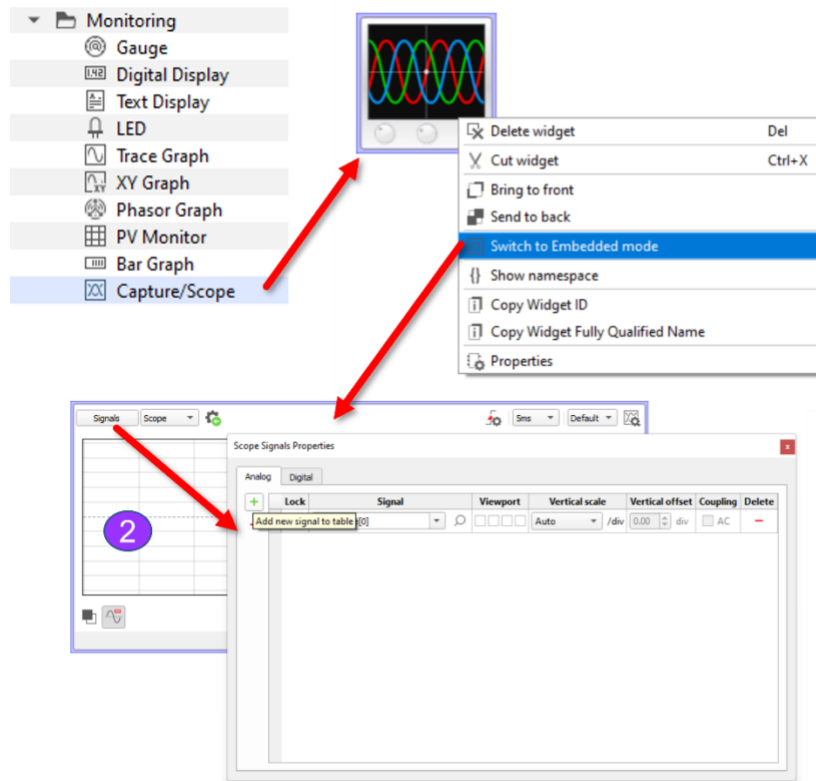 Monitoring
Gauge
Digital Display
Text Display
LED
Trace Graph
XY Graph
Phasor Graph
PV Monitor
Bar Graph
Capture/Scope
Delete widget Del
Cut widget Ctrl+X
Bring to front
Send to back
Switch to Embedded mode
{} Show namespace
Copy Widget ID
Copy Widget Fully Qualified Name
Properties
Signals Scope 5ms Default
2
Scope Signals Properties x
Analog Digital
+ Lock Signal Viewport Vertical scale Vertical offset Coupling Delete
Add new signal to table [0] Auto /div 0.00 div AC